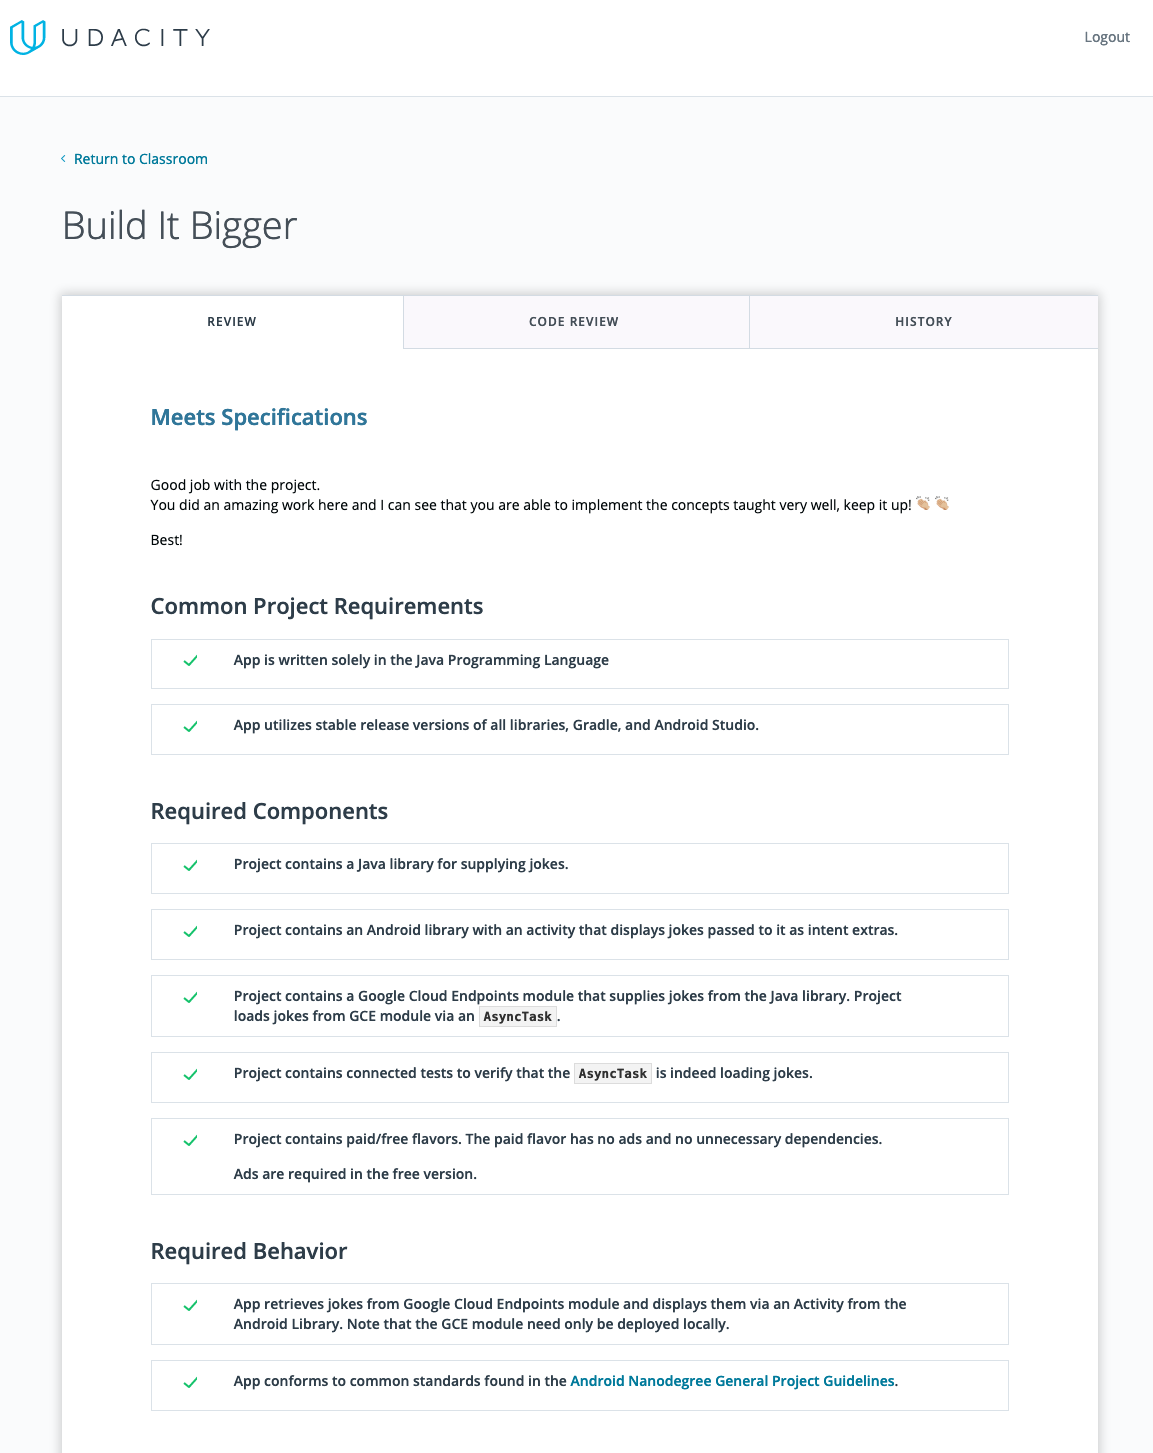 UDACITY
Logout
Return to Classroom
Build It Bigger
REVIEW
CODE REVIEW
HISTORY
Meets Specifications
Good job with the project.
You did an amazing work here and I can see that you are able to implement the concepts taught very well, keep it up! 👏🏼 👏🏼
Best!
Common Project Requirements
App is written solely in the Java Programming Language
App utilizes stable release versions of all libraries, Gradle, and Android Studio.
Required Components
Project contains a Java library for supplying jokes.
Project contains an Android library with an activity that displays jokes passed to it as intent extras.
Project contains a Google Cloud Endpoints module that supplies jokes from the Java library. Project
loads jokes from GCE module via an AsyncTask.
Project contains connected tests to verify that the AsyncTask is indeed loading jokes.
Project contains paid/free flavors. The paid flavor has no ads and no unnecessary dependencies.
Ads are required in the free version.
Required Behavior
App retrieves jokes from Google Cloud Endpoints module and displays them via an Activity from the
Android Library. Note that the GCE module need only be deployed locally.
App conforms to common standards found in the Android Nanodegree General Project Guidelines.